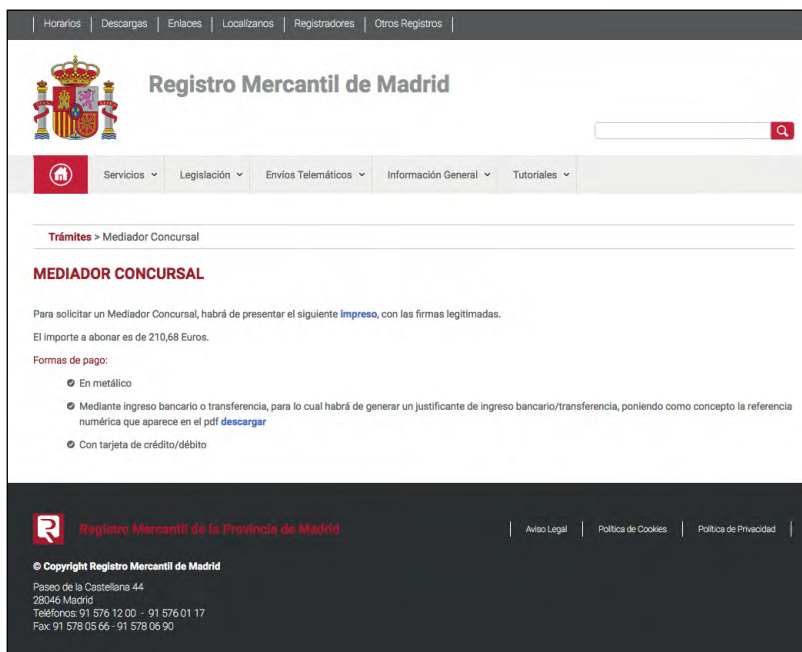 Horarios | Descargas | Enlaces | Localízanos | Registradores | Otros Registros |
Registro Mercantil de Madrid
Servicios Legislación Envíos Telemáticos Información General Tutoriales
Trámites > Mediador Concursal
MEDIADOR CONCURSAL
Para solicitar un Mediador Concursal, habrá de presentar el siguiente impreso, con las firmas legitimadas.
El importe a abonar es de 210,68 Euros.
Formas de pago:
En metálico
Mediante ingreso bancario o transferencia, para lo cual habrá de generar un justificante de ingreso bancario/transferencia, poniendo como concepto la referencia
numérica que aparece en el pdf descargar
Con tarjeta de crédito/débito
Registro Mercantil de la Provincia de Madrid
Aviso Legal | Política de Cookies | Política de Privacidad |
© Copyright Registro Mercantil de Madrid
Paseo de la Castellana 44
28046 Madrid
Teléfonos: 91 576 12 00 - 91 576 01 17
Fax: 91 578 05 66 - 91 578 06 90